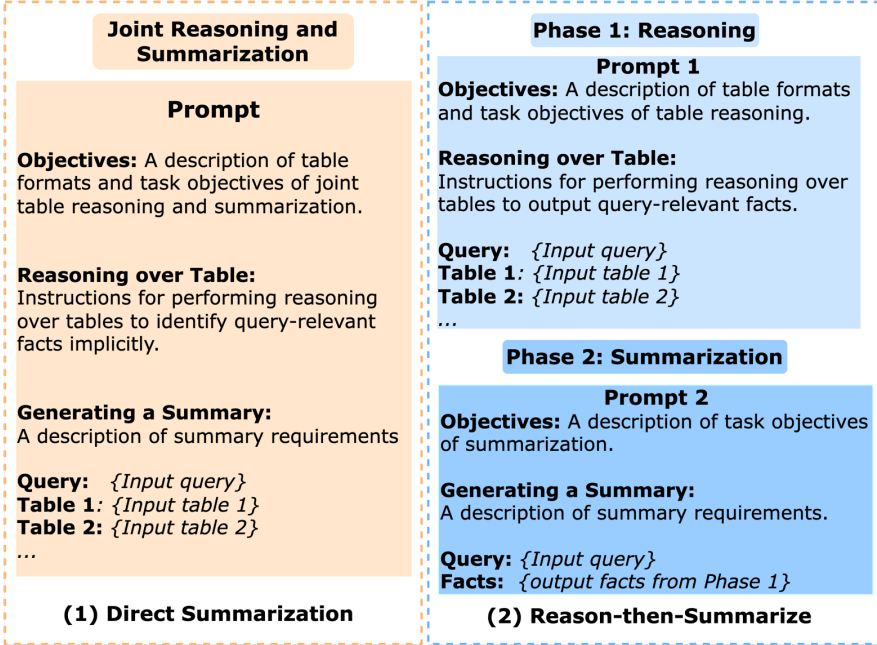 Joint Reasoning and
Summarization
Prompt
Objectives: A description of table
formats and task objectives of joint
table reasoning and summarization.
Reasoning over Table:
Instructions for performing reasoning
over tables to identify query-relevant
facts implicitly.
Generating a Summary:
A description of summary requirements
Query: {Input query}
Table 1: {Input table 1}
Table 2: {Input table 2}
...
(1) Direct Summarization
Phase 1: Reasoning
Prompt 1
Objectives: A description of table formats
and task objectives of table reasoning.
Reasoning over Table:
Instructions for performing reasoning over
tables to output query-relevant facts.
Query: {Input query}
Table 1: {Input table 1}
Table 2: {Input table 2}
...
Phase 2: Summarization
Prompt 2
Objectives: A description of task objectives
of summarization.
Generating a Summary:
A description of summary requirements.
Query: {Input query}
Facts: {output facts from Phase 1}
(2) Reason-then-Summarize